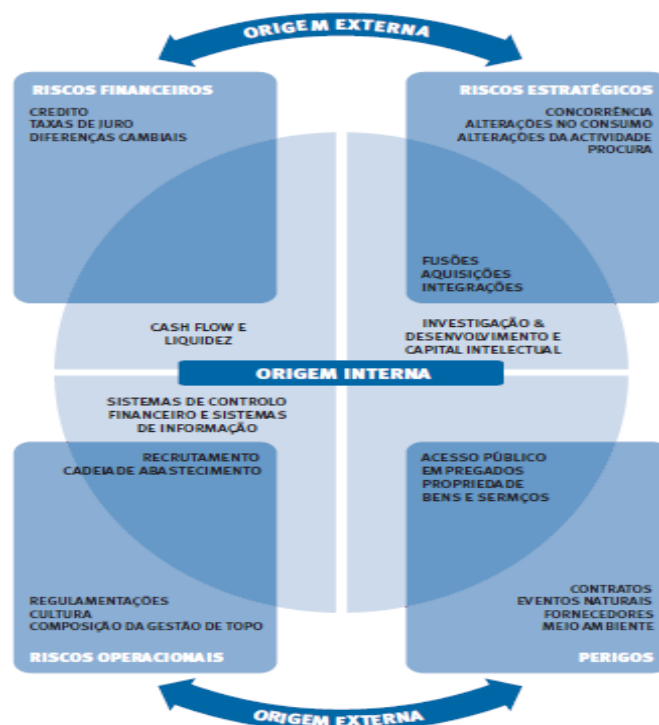 ORIGEM EXTERNA
RISCOS FINANCEIROS
CREDITO
TAXAS DE JURO
DIFERENÇAS CAMBIAIS
RISCOS ESTRATÉGICOS
CONCORRÊNCIA
ALTERAÇÕES NO CONSUMO
ALTERAÇÕES DA ACTIVIDADE
PROCURA
FUSÕES
AQUISIÇÕES
INTEGRAÇÕES
CASH FLOW E
LIQUIDEZ
INVESTIGAÇÃO &
DESENVOLVIMENTO E
CAPITAL INTELECTUAL
ORIGEM INTERNA
SISTEMAS DE CONTROLO
FINANCEIRO E SISTEMAS
DE INFORMAÇÃO
RECRUTAMENTO
CADEIA DE ABASTECIMENTO
ACESSO PÚBLICO
EMPREGADOS
PROPRIEDADE
BENS E SERMÇOS
REGULAMENTAÇÕES
CULTURA
COMPOSIÇÃO DA GESTÃO DE TOPO
RISCOS OPERACIONAIS
CONTRATOS
EVENTOS NATURAIS
FORNECEDORES
MEIO AMBIENTE
PERIGOS
ORIGEM EXTERNA